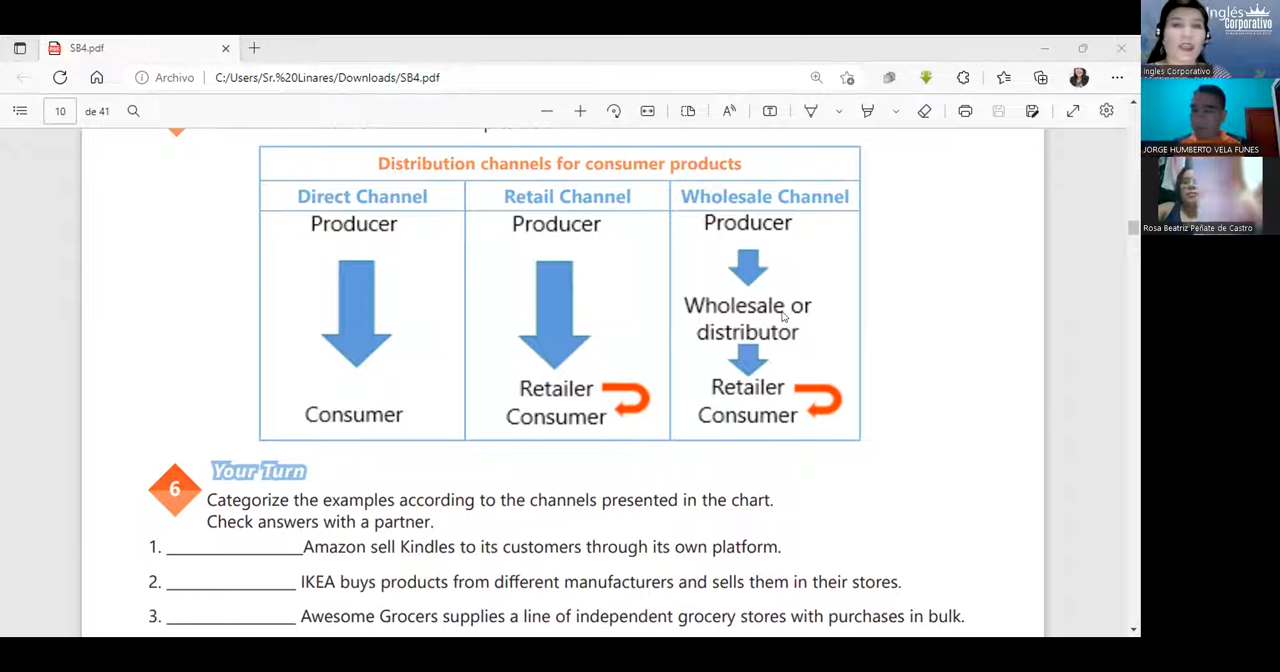 SB4.pdf
Archivo
C:/Users/Sr.%20Linares/Downloads/SB4.pdf
10 de 41
Distribution channels for consumer products
Direct Channel Retail Channel Wholesale Channel
Producer Producer Producer
Wholesale or
distributor
Retailer Retailer
Consumer Consumer Consumer
Your Turn
6
Categorize the examples according to the channels presented in the chart.
Check answers with a partner.
1. _______________Amazon sell Kindles to its customers through its own platform.
2. ______________ IKEA buys products from different manufacturers and sells them in their stores.
3. ______________ Awesome Grocers supplies a line of independent grocery stores with purchases in bulk.
Inglés
Corporativo
Ingles Corporativo
JORGE HUMBERTO VELA FUNES
Rosa Beatriz Peñate de Castro